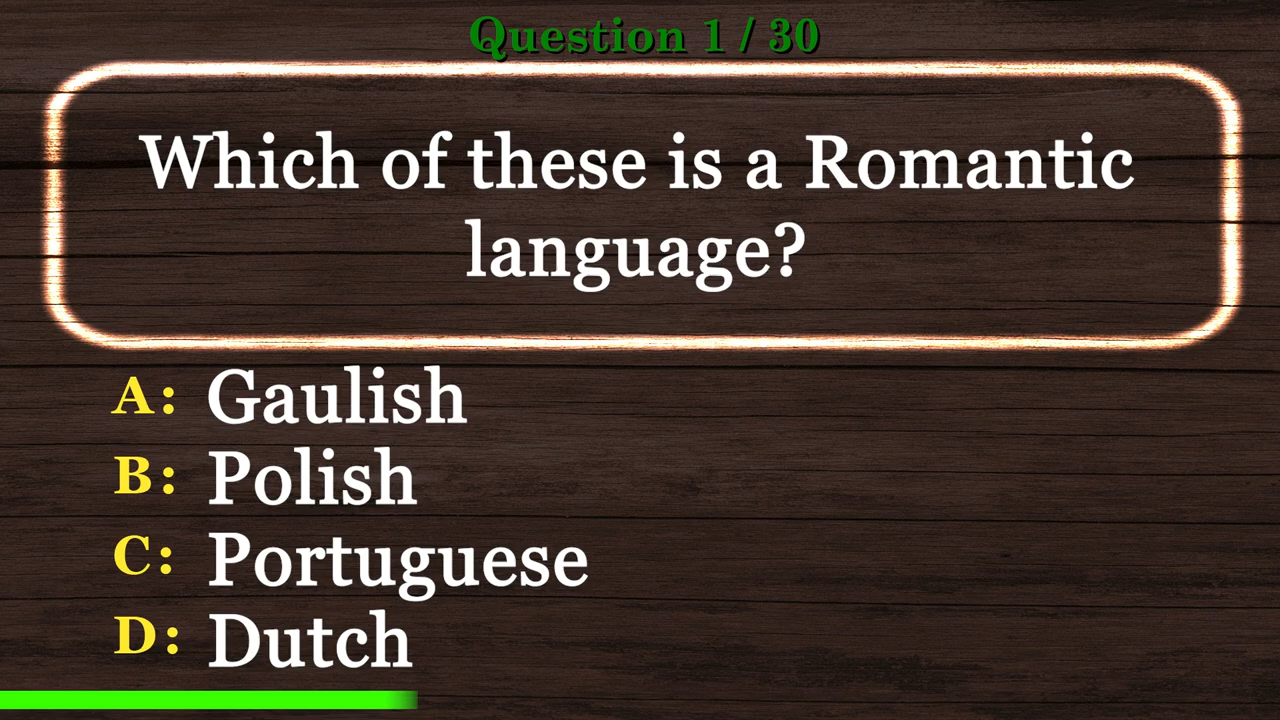 Question 1 / 30
Which of these is a Romantic
language?
A: Gaulish
B: Polish
C: Portuguese
D: Dutch